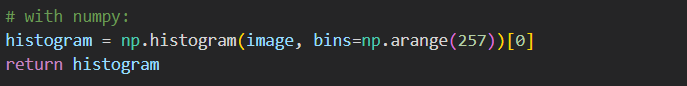 # with numpy:
histogram = np.histogram(image, bins=np.arange(257))[0]
return histogram